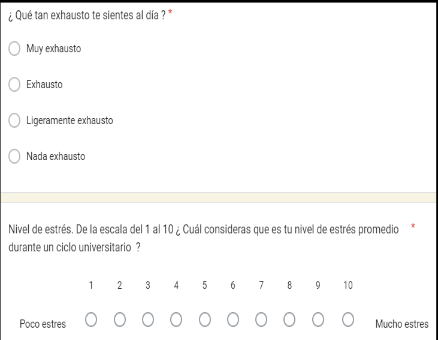 ¿ Qué tan exhausto te sientes al día ? *
Muy exhausto
Exhausto
Ligeramente exhausto
Nada exhausto
Nivel de estrés. De la escala del 1 al 10 ¿ Cuál consideras que es tu nivel de estrés promedio *
durante un ciclo universitario ?
1 2 3 4 5 6 7 8 9 10
Poco estres Mucho estres